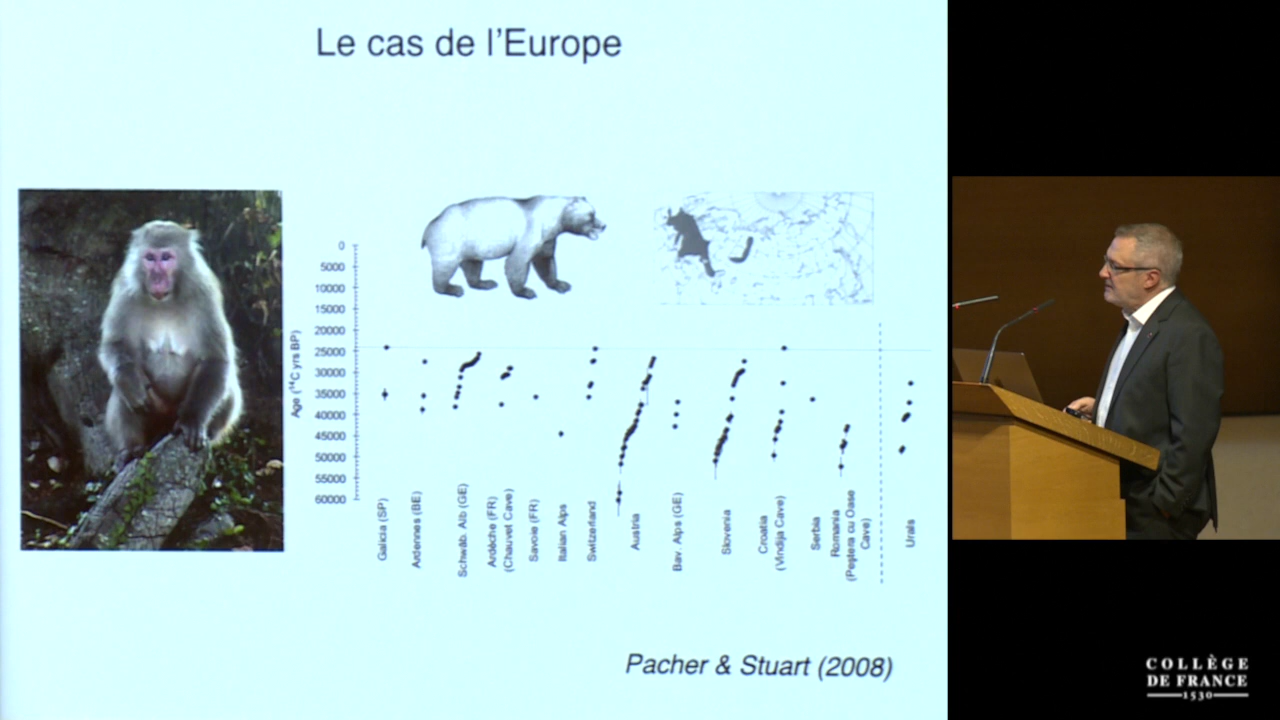 Le cas de l'Europe
0
5000
10000
15000
20000
25000
30000
35000
40000
45000
50000
55000
60000
Age (¹⁴C yrs BP)
Galicia (SP)
Ardennes (BE)
Schwäb. Alb (GE)
Ardèche (FR)
(Chauvet Cave)
Savoie (FR)
Italian Alps
Switzerland
Austria
Bav. Alps (GE)
Slovenia
Croatia
(Vindija Cave)
Serbia
Romania
(Peştera cu Oase
Cave)
Urals
Pacher & Stuart (2008)
COLLÈGE
DE FRANCE
1530